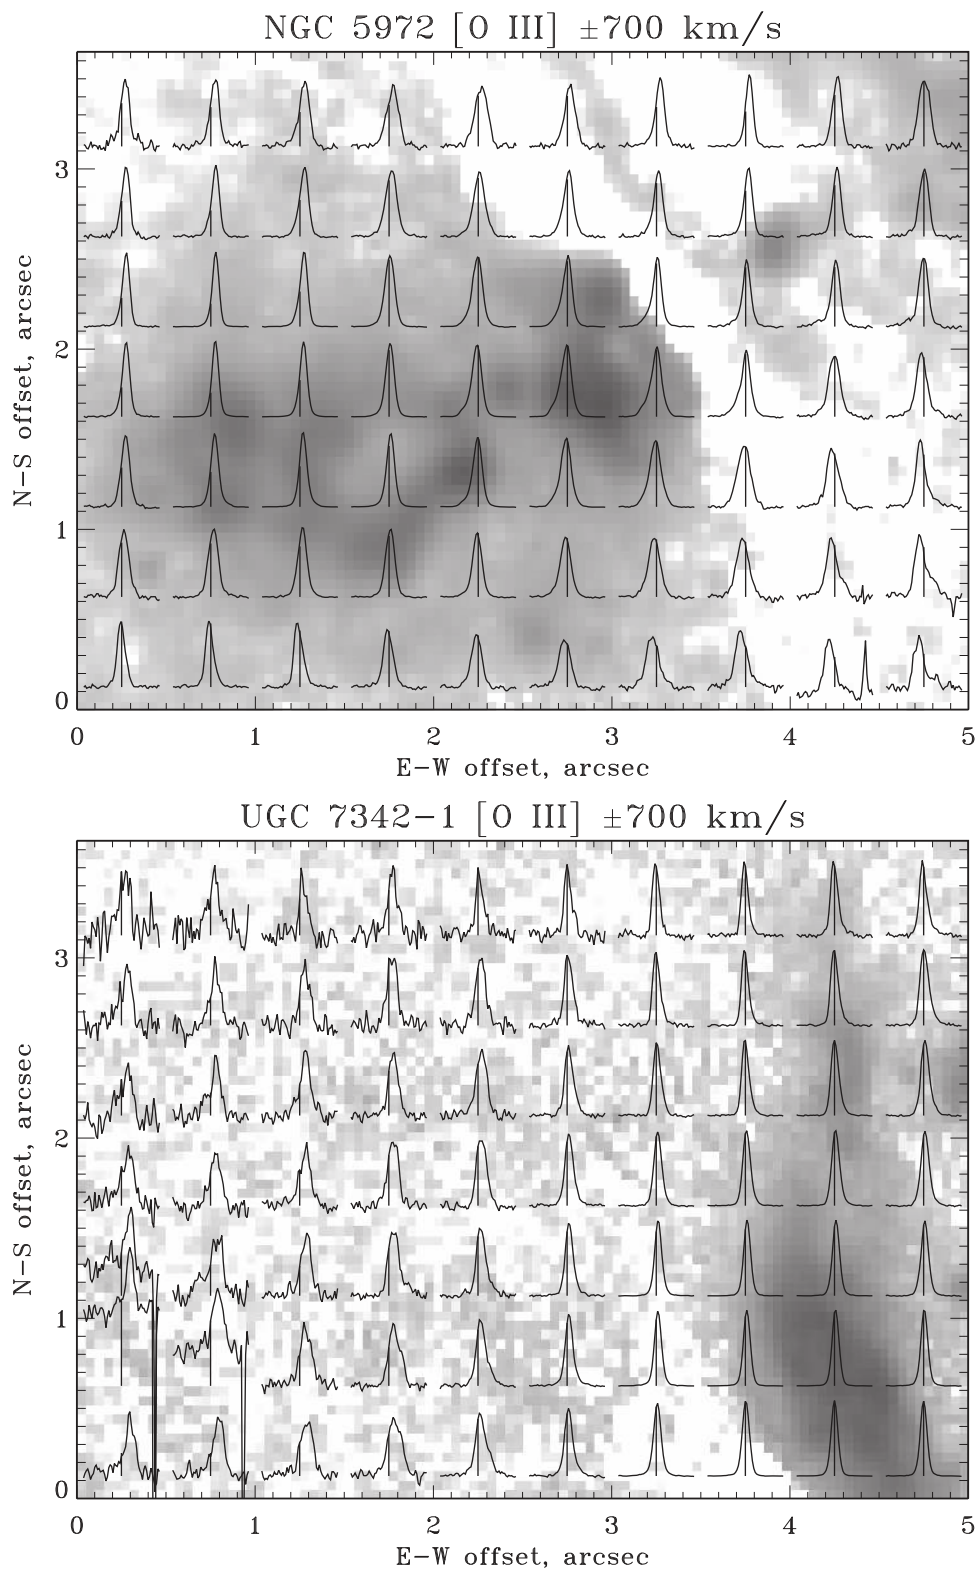 NGC 5972 [O III] ±700 km/s
3
2
1
0
N−S offset, arcsec
0 1 2 3 4 5
E−W offset, arcsec
UGC 7342−1 [O III] ±700 km/s
3
2
1
0
N−S offset, arcsec
0 1 2 3 4 5
E−W offset, arcsec